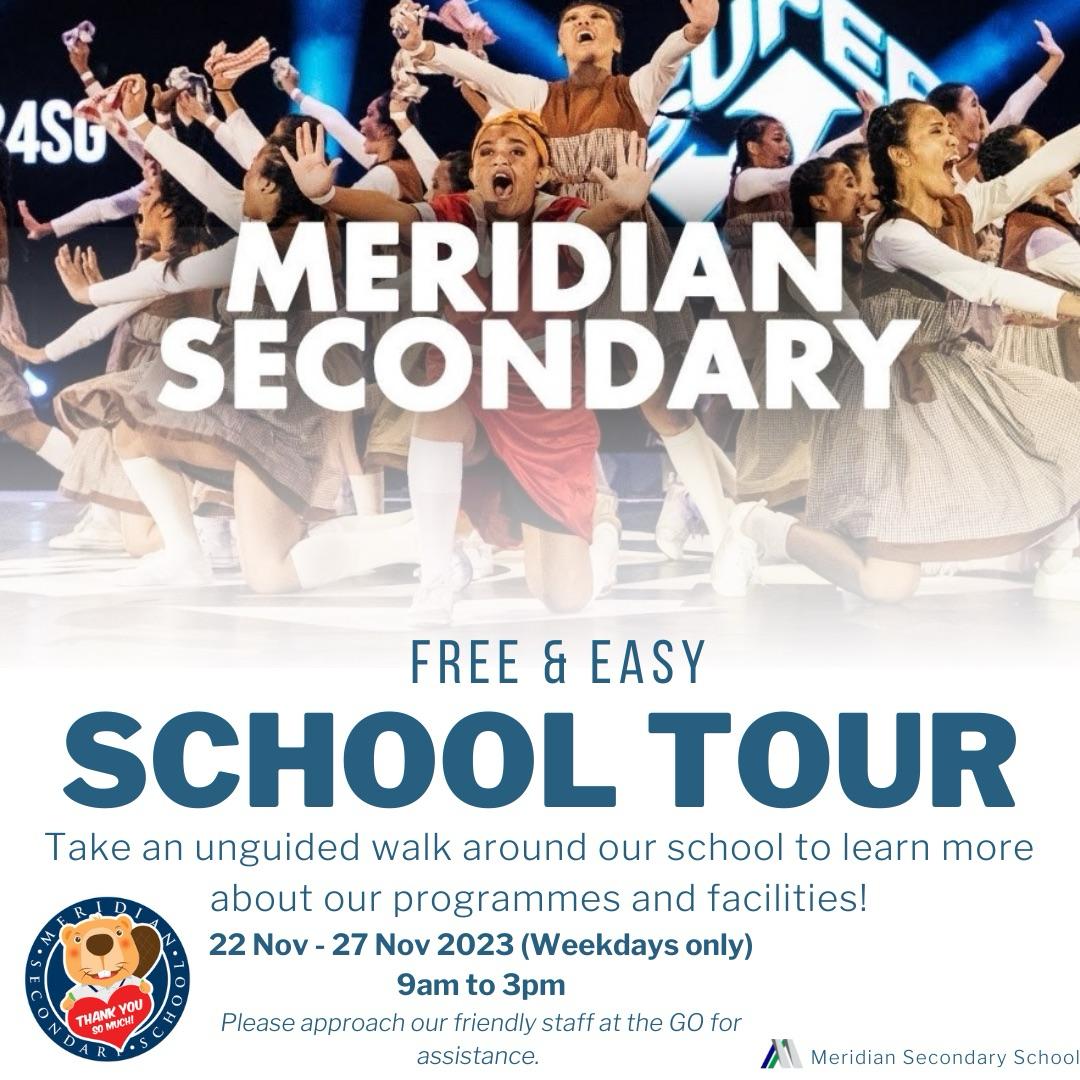 24SG
SUPER
MERIDIAN
SECONDARY
FREE & EASY
SCHOOL TOUR
Take an unguided walk around our school to learn more
about our programmes and facilities!
22 Nov - 27 Nov 2023 (Weekdays only)
9am to 3pm
Please approach our friendly staff at the GO for
assistance.
MERIDIAN
SECONDARY SCHOOL
THANK YOU
SO MUCH!
Meridian Secondary School